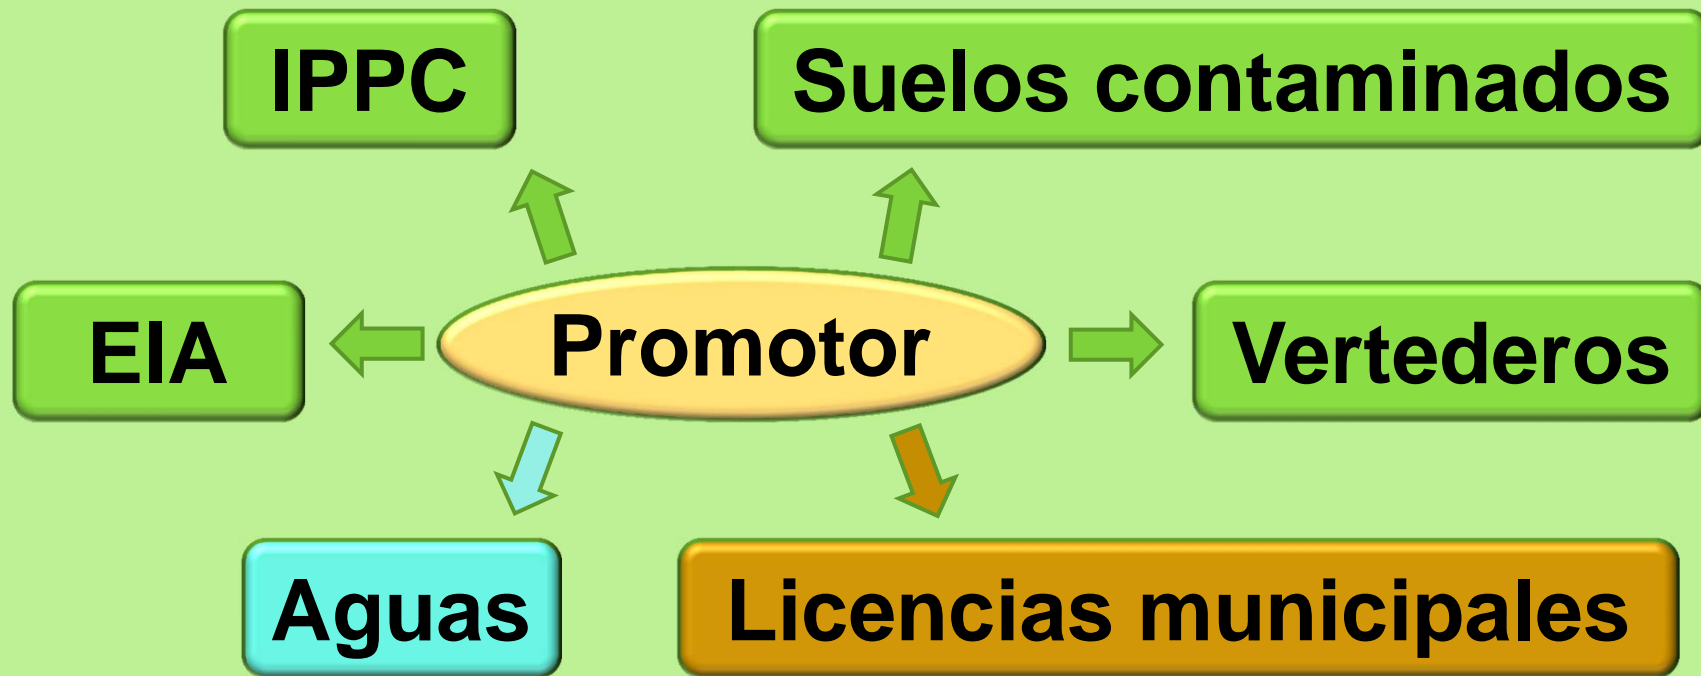 IPPC
Suelos contaminados
EIA
Promotor
Vertederos
Aguas
Licencias municipales